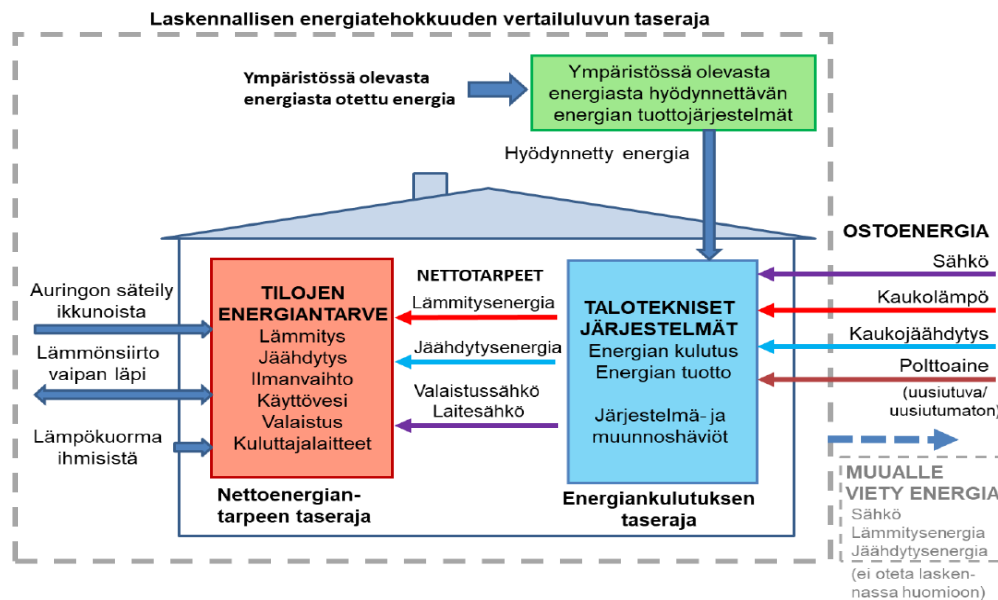 Laskennallisen energiatehokkuuden vertailuluvun taseraja
Ympäristössä olevasta
energiasta otettu energia
Ympäristössä olevasta
energiasta hyödynnettävän
energian tuottojärjestelmät
Hyödynnetty energia
Auringon säteily
ikkunoista
Lämmönsiirto
vaipan läpi
Lämpökuorma
ihmisistä
TILOJEN
ENERGIANTARVE
Lämmitys
Jäähdytys
Ilmanvaihto
Käyttövesi
Valaistus
Kuluttajalaitteet
Nettoenergian-
tarpeen taseraja
NETTOTARPEET
Lämmitysenergia
Jäähdytysenergia
Valaistussähkö
Laitesähkö
TALOTEKNISET
JÄRJESTELMÄT
Energian kulutus
Energian tuotto
Järjestelmä- ja
muunnoshäviöt
Energiankulutuksen
taseraja
OSTOENERGIA
Sähkö
Kaukolämpö
Kaukojäähdytys
Polttoaine
(uusiutuva/
uusiutumaton)
MUUALLE
VIETY ENERGIA
Sähkö
Lämmitysenergia
Jäähdytysenergia
(ei oteta lasken-
nassa huomioon)